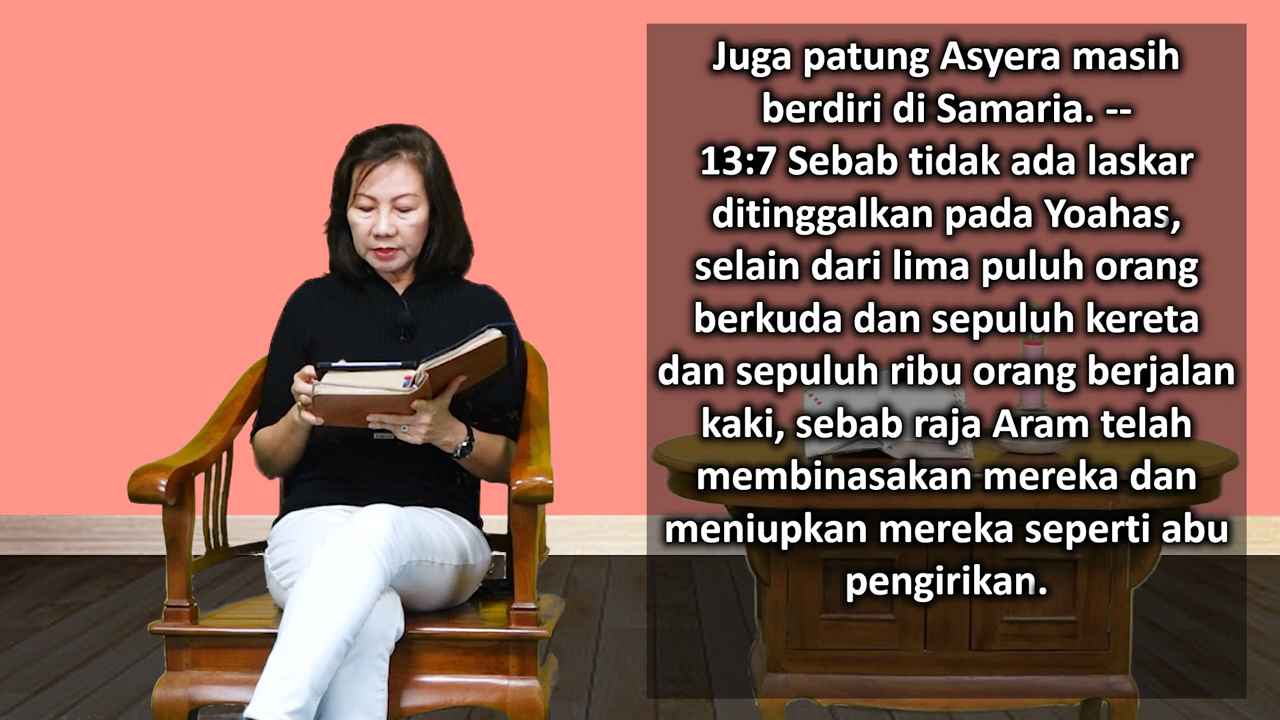 Juga patung Asyera masih
berdiri di Samaria. --
13:7 Sebab tidak ada laskar
ditinggalkan pada Yoahas,
selain dari lima puluh orang
berkuda dan sepuluh kereta
dan sepuluh ribu orang berjalan
kaki, sebab raja Aram telah
membinasakan mereka dan
meniupkan mereka seperti abu
pengirikan.